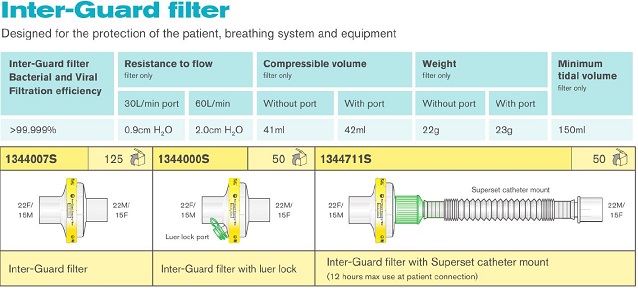 Inter-Guard filter
Designed for the protection of the patient, breathing system and equipment
Inter-Guard filter
Bacterial and Viral
Filtration efficiency
Resistance to flow
filter only
Compressible volume
filter only
Weight
filter only
Minimum
tidal volume
filter only
30L/min port
60L/min
Without port
With port
Without port
With port
>99.999%
0.9cm H₂O
2.0cm H₂O
41ml
42ml
22g
23g
150ml
1344007S
125
1344000S
50
1344711S
50
22F/
15M
22M/
15F
22F/
15M
22M/
15F
Luer lock port
22F/
15M
Superset catheter mount
22M/
15F
Inter-Guard filter
Inter-Guard filter with luer lock
Inter-Guard filter with Superset catheter mount
(12 hours max use at patient connection)